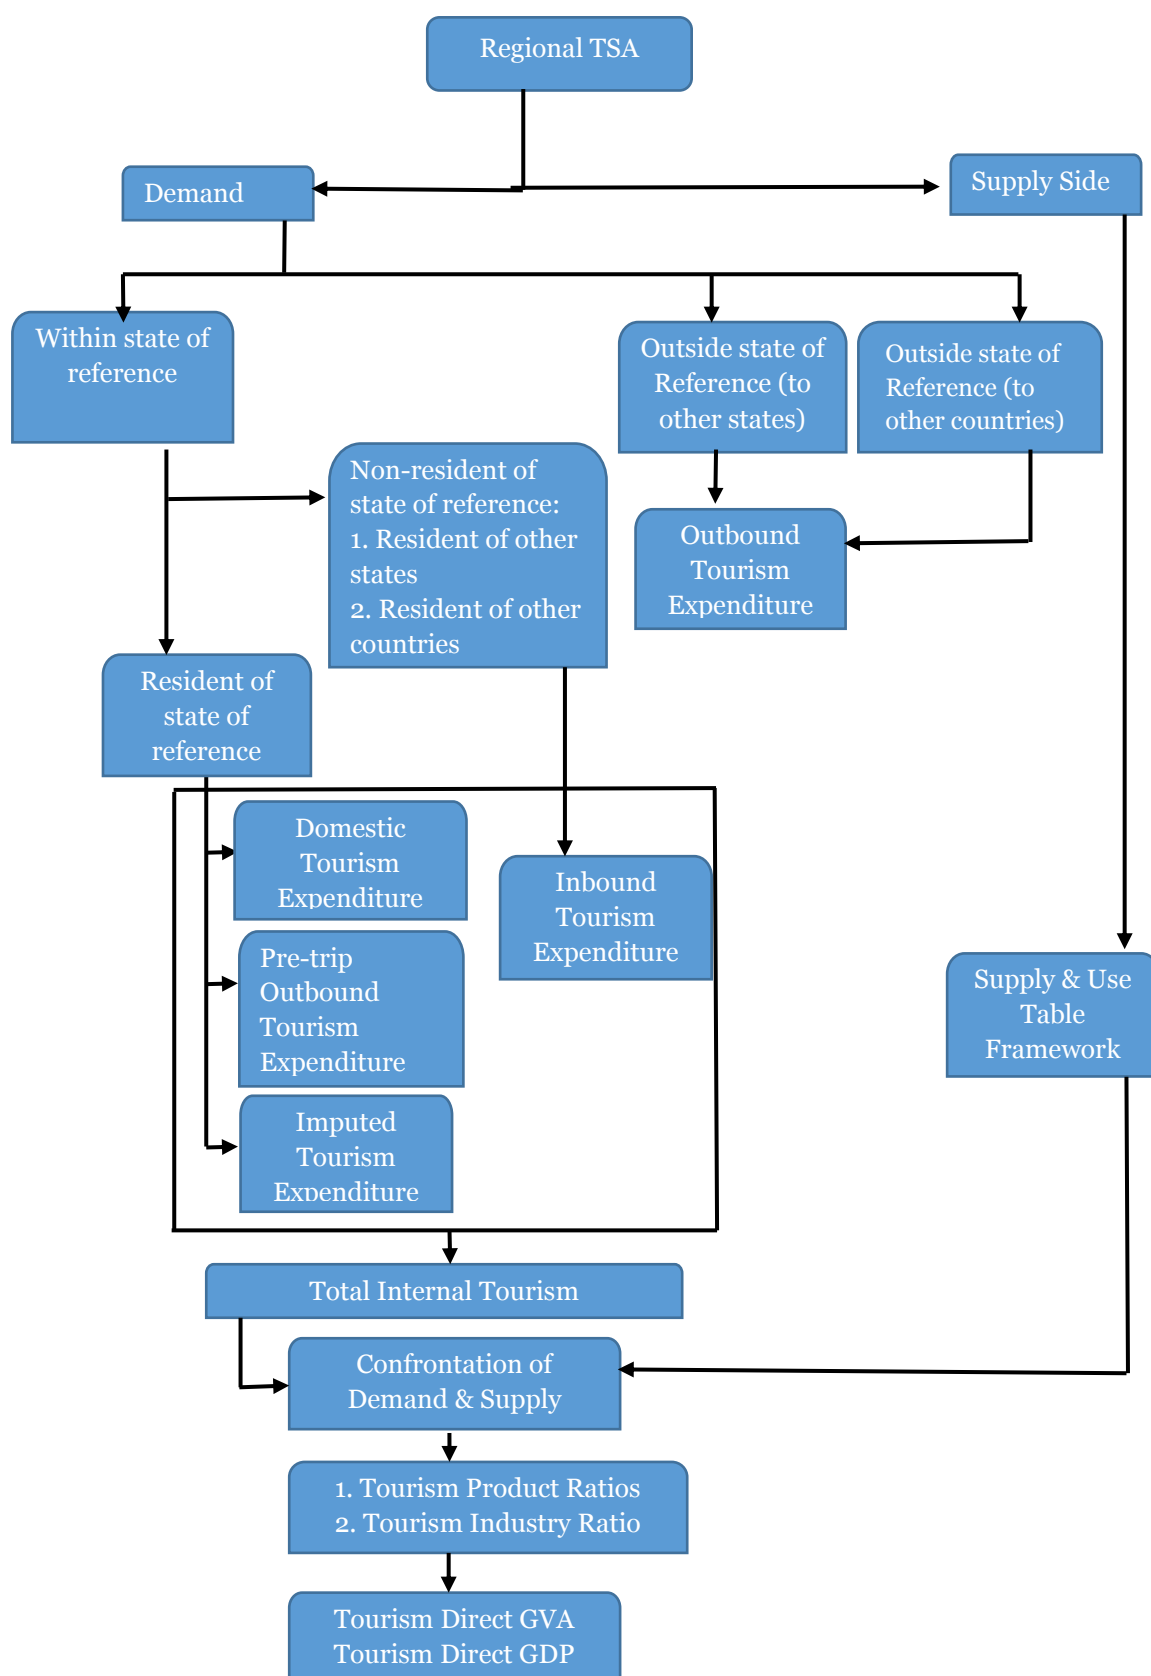 Regional TSA
Demand
Supply Side
Within state of
reference
Outside state of
Reference (to
other states)
Outside state of
Reference (to
other countries)
Non-resident of
state of reference:
1. Resident of other
states
2. Resident of other
countries
Outbound
Tourism
Expenditure
Resident of
state of
reference
Domestic
Tourism
Expenditure
Inbound
Tourism
Expenditure
Pre-trip
Outbound
Tourism
Expenditure
Supply & Use
Table
Framework
Imputed
Tourism
Expenditure
Total Internal Tourism
Confrontation of
Demand & Supply
1. Tourism Product Ratios
2. Tourism Industry Ratio
Tourism Direct GVA
Tourism Direct GDP